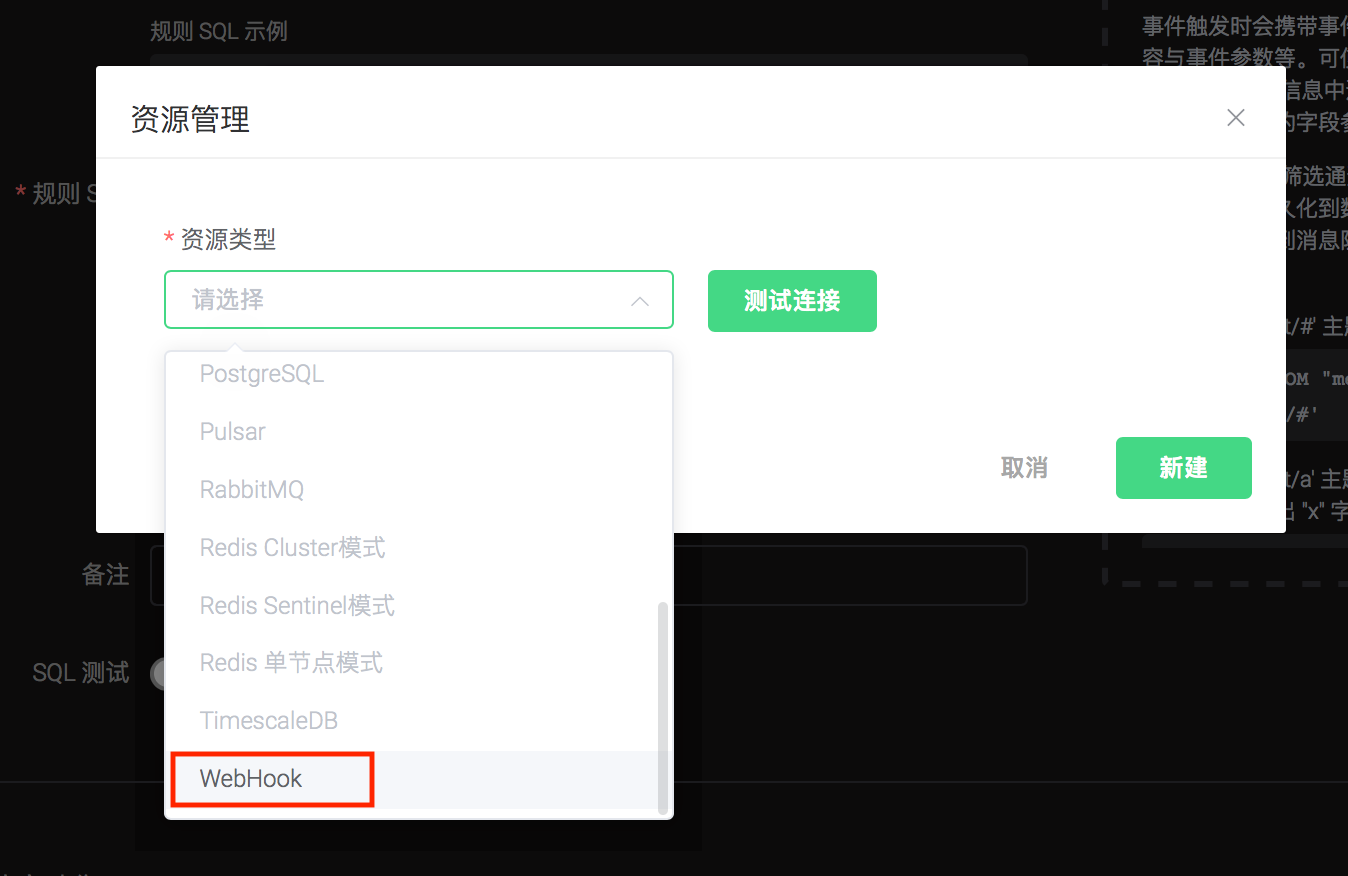 规则 SQL 示例
事件触发时会携带事件
容与事件参数等。可
信息中
的字段
资源管理
* 规则 S
筛选通
久化到
消息
* 资源类型
请选择
测试连接
t/#' 主
PostgreSQL
OM "me
/#'
Pulsar
取消
新建
t/a' 主
RabbitMQ
出 "x" 字
Redis Cluster模式
备注
Redis Sentinel模式
Redis 单节点模式
SQL 测试
TimescaleDB
WebHook